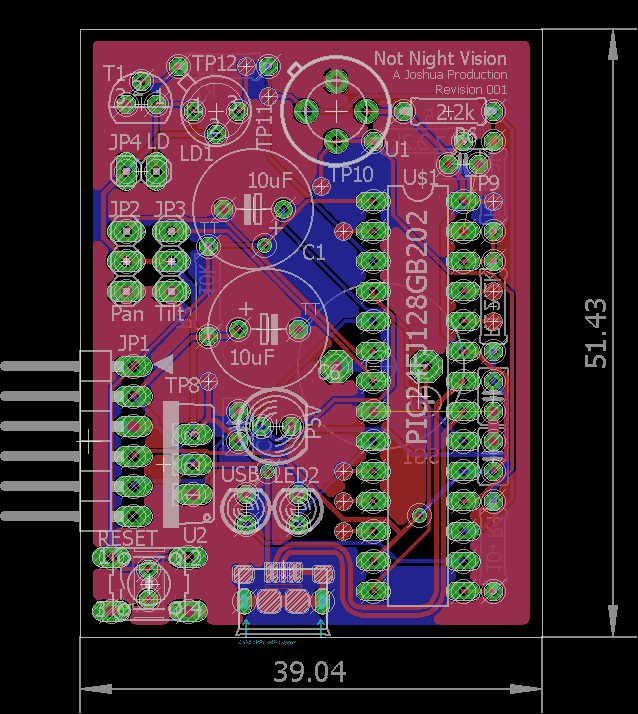 Not Night Vision
A Joshua Production
Revision 001
T1
TP12
TP11
LD1
2.2k
R6
U1
JP4 LD
TP10
U$1
TP9
10uF
C1
JP2 JP3
PIC24FJ128GB202
Pan Tilt
10uF
JP1
TP8
USB LED2
RESET
U2
51.43
39.04